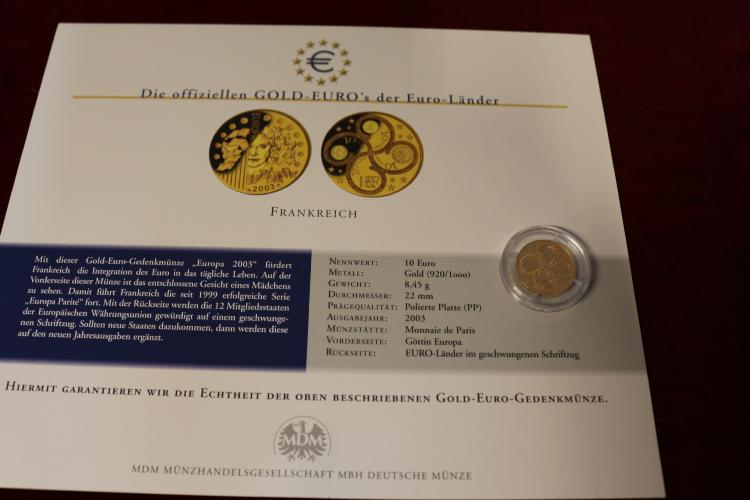 €
Die offiziellen GOLD-EURO's der Euro-Länder
EUROPA
2003
FRANKREICH
Mit dieser Gold-Euro-Gedenkmünze „Europa 2003" fördert
Frankreich die Integration des Euro in das tägliche Leben. Auf der
Vorderseite dieser Münze ist das entschlossene Gesicht eines Mädchens
zu sehen. Damit führt Frankreich die seit 1999 erfolgreiche Serie
„Europa Parité" fort. Mit der Rückseite werden die 12 Mitgliedsstaaten
der Europäischen Währungsunion gewürdigt auf einem geschwunge-
nen Schriftzug. Sollten neue Staaten dazukommen, dann werden diese
auf den neuen Jahresausgaben ergänzt.
NENNWERT: 10 Euro
METALL: Gold (920/1000)
GEWICHT: 8,45 g
DURCHMESSER: 22 mm
PRÄGEQUALITÄT: Polierte Platte (PP)
AUSGABEJAHR: 2003
MÜNZSTÄTTE: Monnaie de Paris
VORDERSEITE: Göttin Europa
RÜCKSEITE: EURO-Länder im geschwungenen Schriftzug
HIERMIT GARANTIEREN WIR DIE ECHTHEIT DER OBEN BESCHRIEBENEN GOLD-EURO-GEDENKMÜNZE.
MDM
MDM MÜNZHANDELSGESELLSCHAFT MBH DEUTSCHE MÜNZE